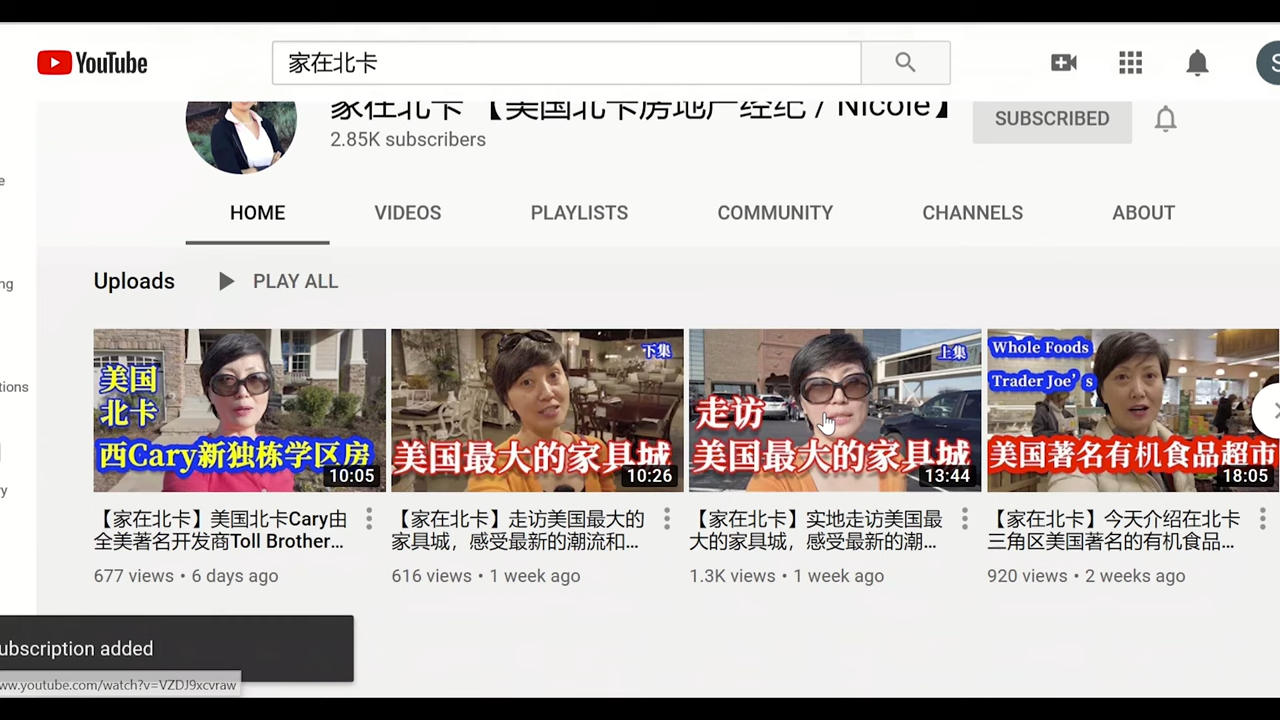 YouTube
家在北卡
S
家在北卡 【美国北卡房地产经纪 / Nicole】
2.85K subscribers
SUBSCRIBED
HOME
VIDEOS
PLAYLISTS
COMMUNITY
CHANNELS
ABOUT
e
ng
tions
ry
Uploads
PLAY ALL
美国
北卡
西Cary新独栋学区房
10:05
下集
美国最大的家具城
10:26
上集
走访
美国最大的家具城
13:44
Whole Foods
Trader Joe's
美国著名有机食品超市
18:05
【家在北卡】美国北卡Cary由
全美著名开发商Toll Brother...
677 views • 6 days ago
【家在北卡】走访美国最大的
家具城，感受最新的潮流和...
616 views • 1 week ago
【家在北卡】实地走访美国最
大的家具城，感受最新的潮...
1.3K views • 1 week ago
【家在北卡】今天介绍在北卡
三角区美国著名的有机食品...
920 views • 2 weeks ago
ubscription added
ww.youtube.com/watch?v=VZDJ9xcvraw